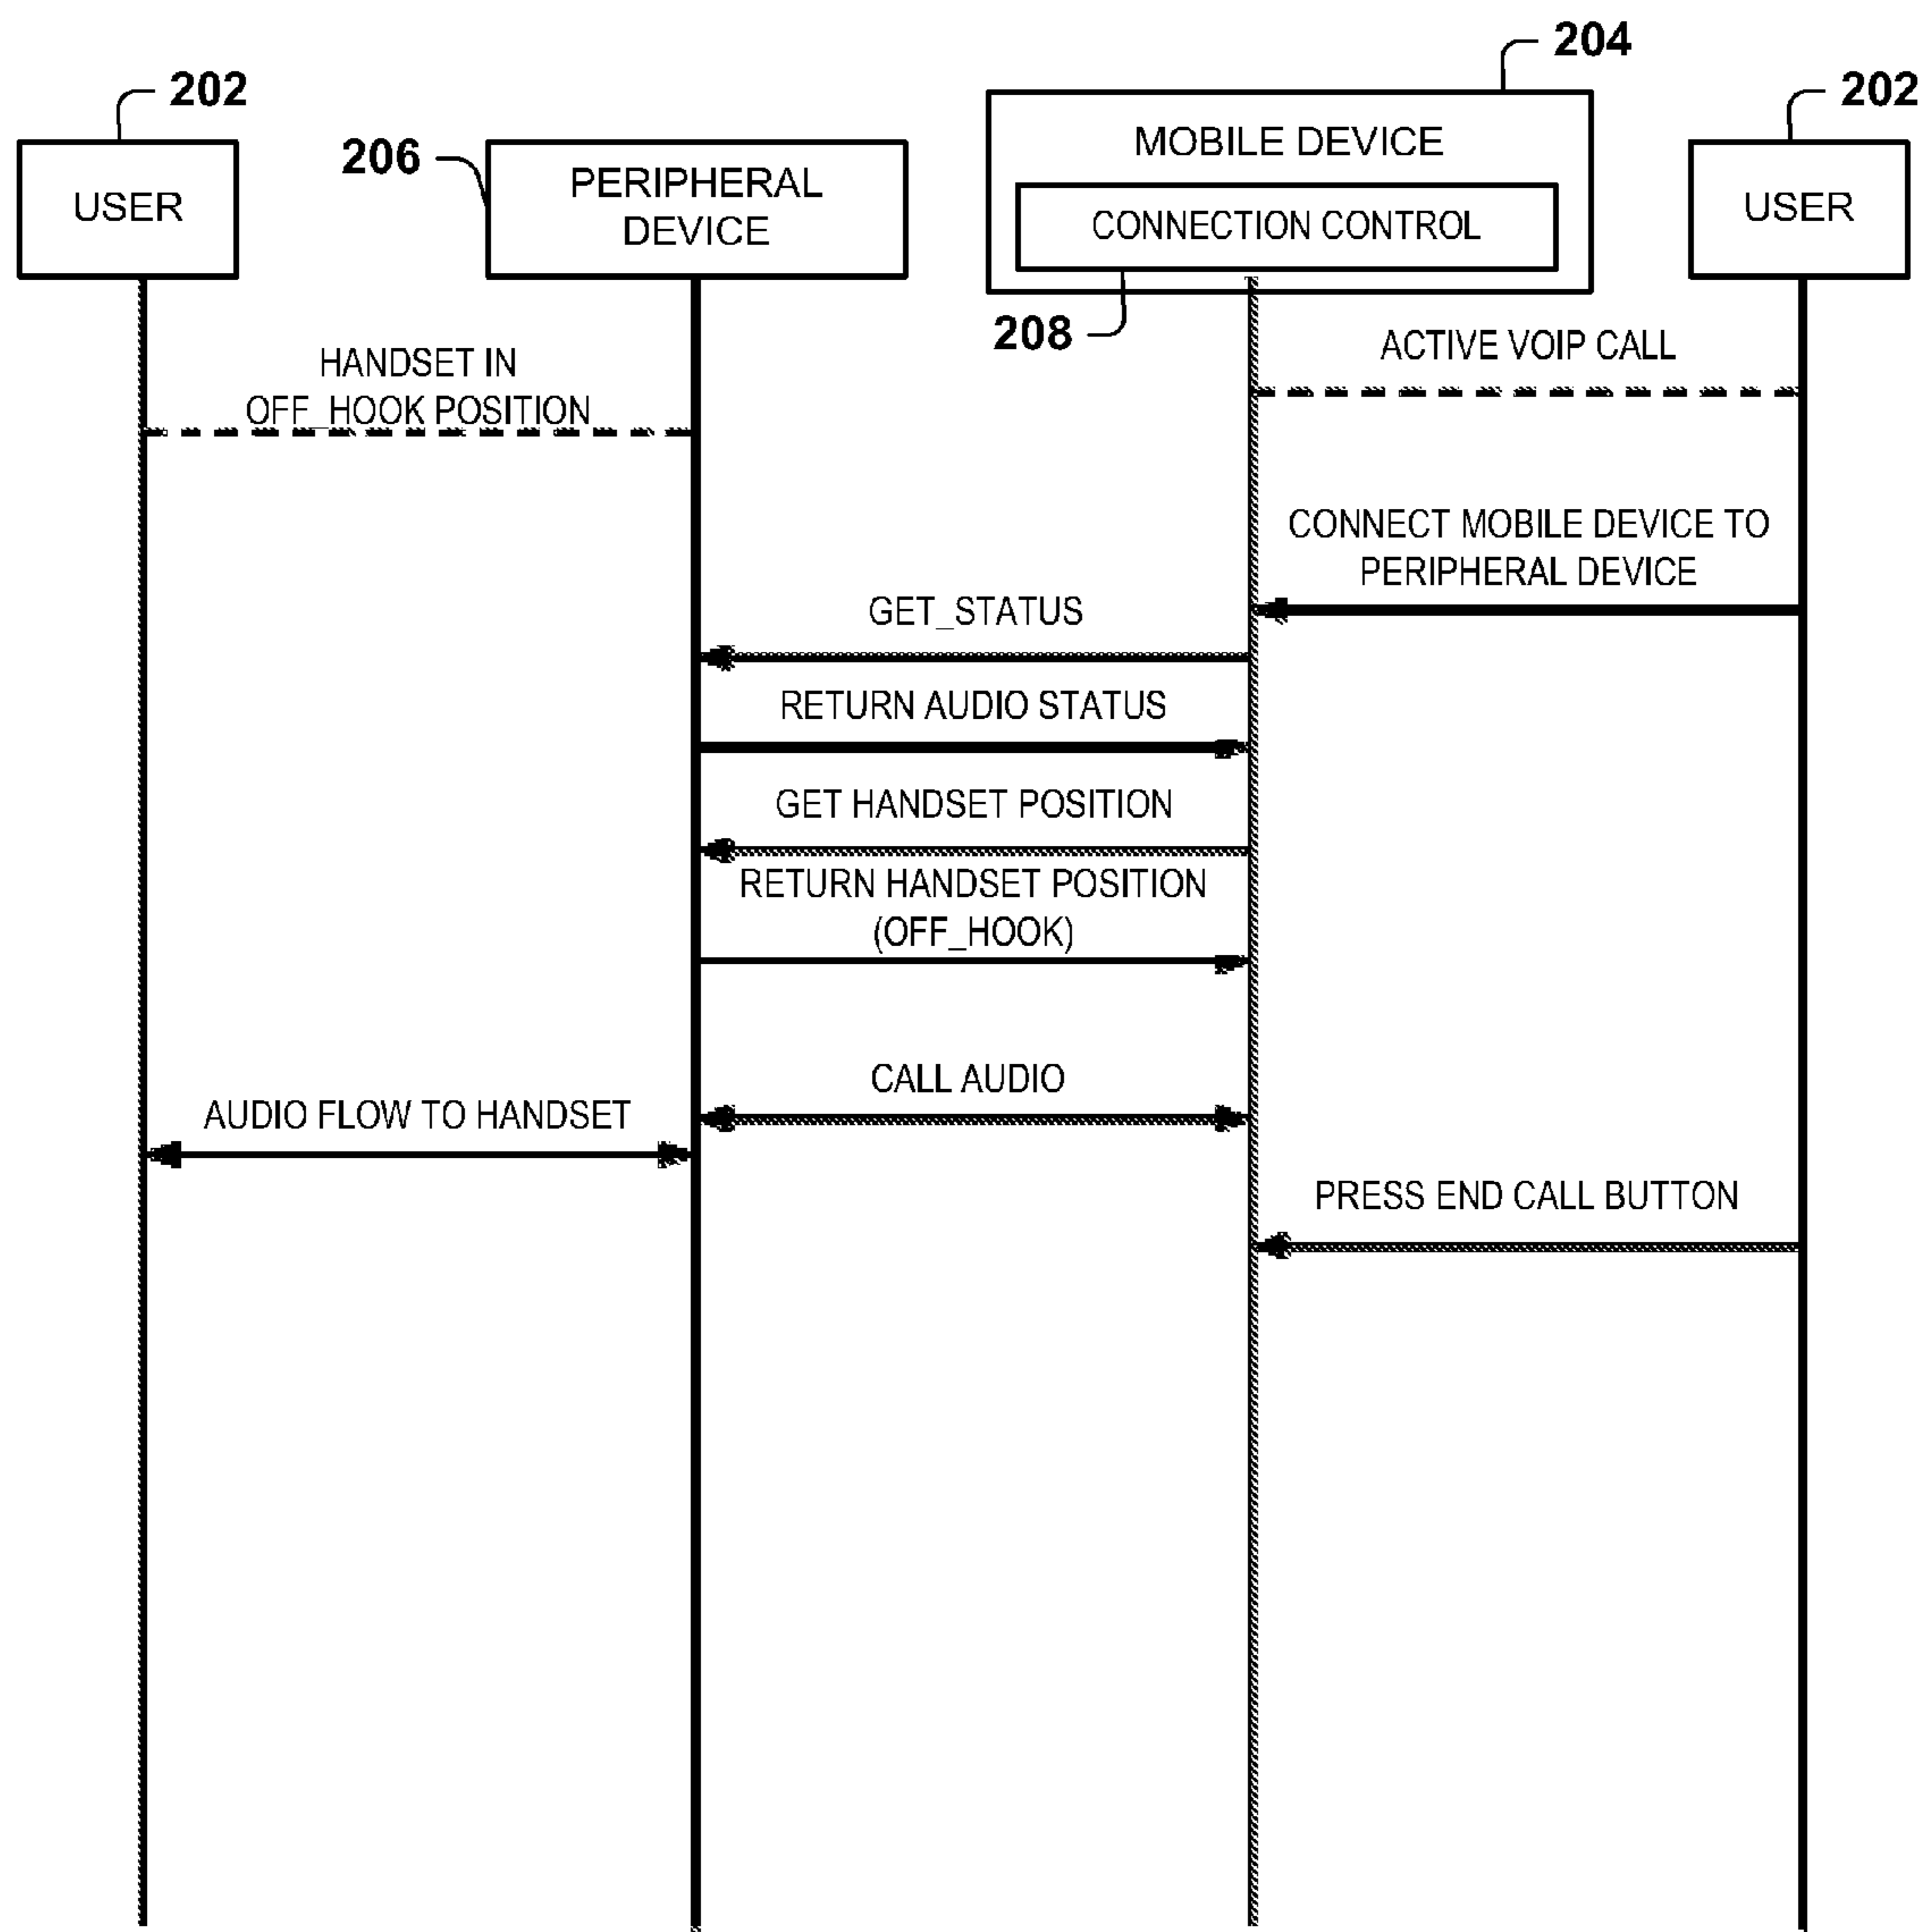 204
202
202
206
MOBILE DEVICE
USER
PERIPHERAL
DEVICE
CONNECTION CONTROL
USER
208
HANDSET IN
OFF_HOOK POSITION
ACTIVE VOIP CALL
CONNECT MOBILE DEVICE TO
PERIPHERAL DEVICE
GET_STATUS
RETURN AUDIO STATUS
GET HANDSET POSITION
RETURN HANDSET POSITION
(OFF_HOOK)
CALL AUDIO
AUDIO FLOW TO HANDSET
PRESS END CALL BUTTON